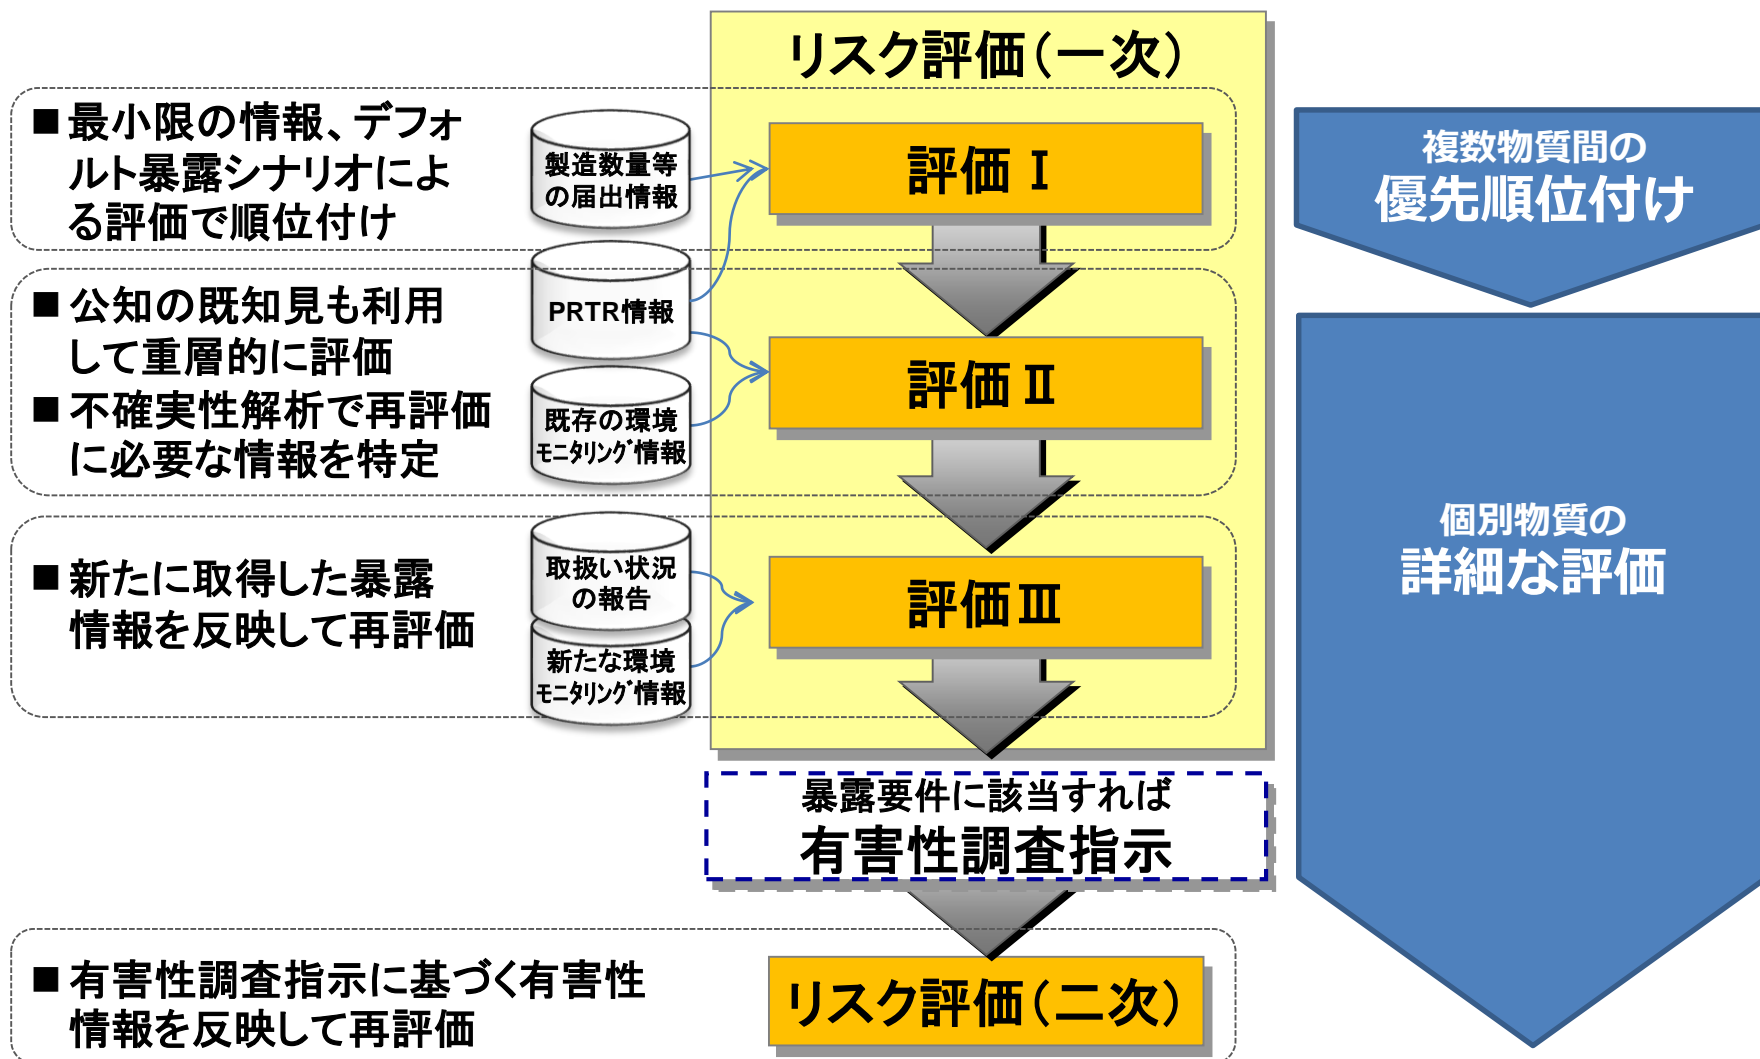 リスク評価（一次）
■ 最小限の情報、デフォ
ルト暴露シナリオによ
る評価で順位付け
製造数量等
の届出情報
評価 Ⅰ
複数物質間の
優先順位付け
■ 公知の既知見も利用
して重層的に評価
■ 不確実性解析で再評価
に必要な情報を特定
PRTR情報
既存の環境
ﾓﾆﾀﾘﾝｸﾞ情報
評価 Ⅱ
■ 新たに取得した暴露
情報を反映して再評価
取扱い状況
の報告
新たな環境
ﾓﾆﾀﾘﾝｸﾞ情報
評価 Ⅲ
個別物質の
詳細な評価
暴露要件に該当すれば
有害性調査指示
■ 有害性調査指示に基づく有害性
情報を反映して再評価
リスク評価（二次）